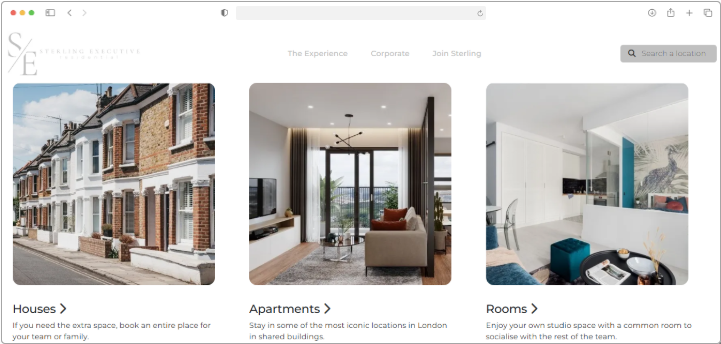 SE
STERLING EXECUTIVE
The Experience
Corporate
Join Sterling
Search a location
Houses
If you need the extra space, book an entire place for
your team or family.
Apartments
Stay in some of the most iconic locations in London
in shared buildings.
Rooms
Enjoy your own studio space with a common room to
socialise with the rest of the team.